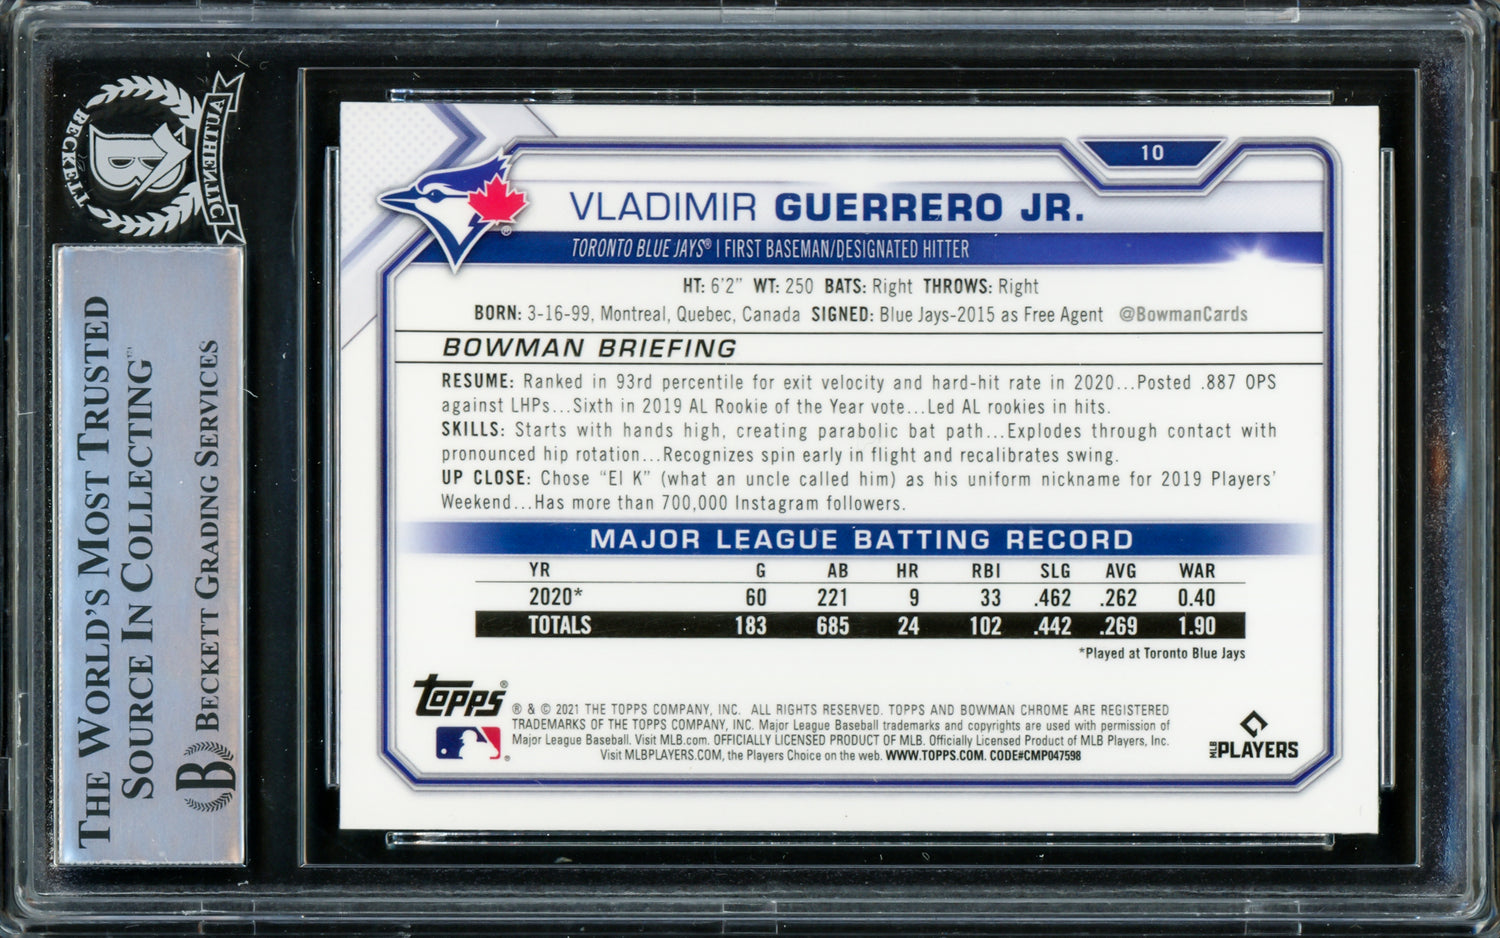 BECKETT
AUTHENTIC
B
THE WORLD'S MOST TRUSTED
SOURCE IN COLLECTING™
B BECKETT GRADING SERVICES
10
VLADIMIR GUERRERO JR.
TORONTO BLUE JAYS® | FIRST BASEMAN/DESIGNATED HITTER
HT: 6'2" WT: 250 BATS: Right THROWS: Right
BORN: 3-16-99, Montreal, Quebec, Canada SIGNED: Blue Jays-2015 as Free Agent @BowmanCards
BOWMAN BRIEFING
RESUME: Ranked in 93rd percentile for exit velocity and hard-hit rate in 2020...Posted .887 OPS
against LHPs...Sixth in 2019 AL Rookie of the Year vote...Led AL rookies in hits.
SKILLS: Starts with hands high, creating parabolic bat path...Explodes through contact with
pronounced hip rotation...Recognizes spin early in flight and recalibrates swing.
UP CLOSE: Chose "El K" (what an uncle called him) as his uniform nickname for 2019 Players'
Weekend...Has more than 700,000 Instagram followers.
MAJOR LEAGUE BATTING RECORD
YR G AB HR RBI SLG AVG WAR
2020* 60 221 9 33 .462 .262 0.40
TOTALS 183 685 24 102 .442 .269 1.90
*Played at Toronto Blue Jays
topps®
® & © 2021 THE TOPPS COMPANY, INC. ALL RIGHTS RESERVED. TOPPS AND BOWMAN CHROME ARE REGISTERED
TRADEMARKS OF THE TOPPS COMPANY, INC. Major League Baseball trademarks and copyrights are used with permission of
Major League Baseball. Visit MLB.com. OFFICIALLY LICENSED PRODUCT OF MLB. Officially Licensed Product of MLB Players, Inc.
Visit MLBPLAYERS.COM, the Players Choice on the web. WWW.TOPPS.COM. CODE#CMP047598
MLB PLAYERS